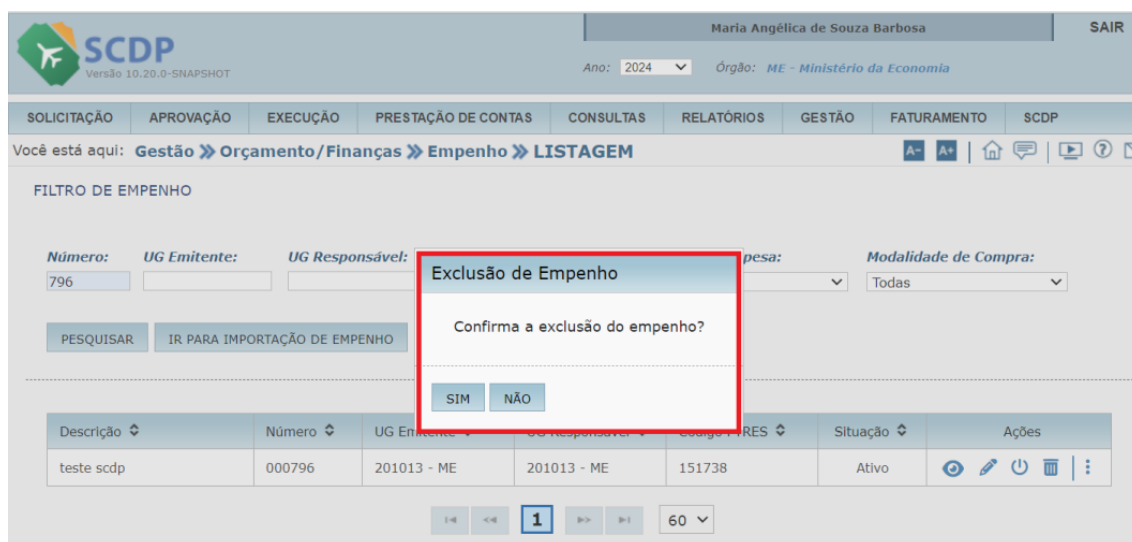 Maria Angélica de Souza Barbosa
SAIR
SCDP
Versão 10.20.0-SNAPSHOT
Ano: 2024 Órgão: ME - Ministério da Economia
SOLICITAÇÃO APROVAÇÃO EXECUÇÃO PRESTAÇÃO DE CONTAS CONSULTAS RELATÓRIOS GESTÃO FATURAMENTO SCDP
Você está aqui: Gestão Orçamento/Finanças Empenho LISTAGEM
A- A+
FILTRO DE EMPENHO
Número: UG Emitente: UG Responsável: Modalidade de Compra:
796 Todas
PESQUISAR IR PARA IMPORTAÇÃO DE EMPENHO
Exclusão de Empenho
Confirma a exclusão do empenho?
SIM NÃO
Descrição Número UG Emitente UG Responsável Situação Ações
teste scdp 000796 201013 - ME 201013 - ME 151738 Ativo
1 60